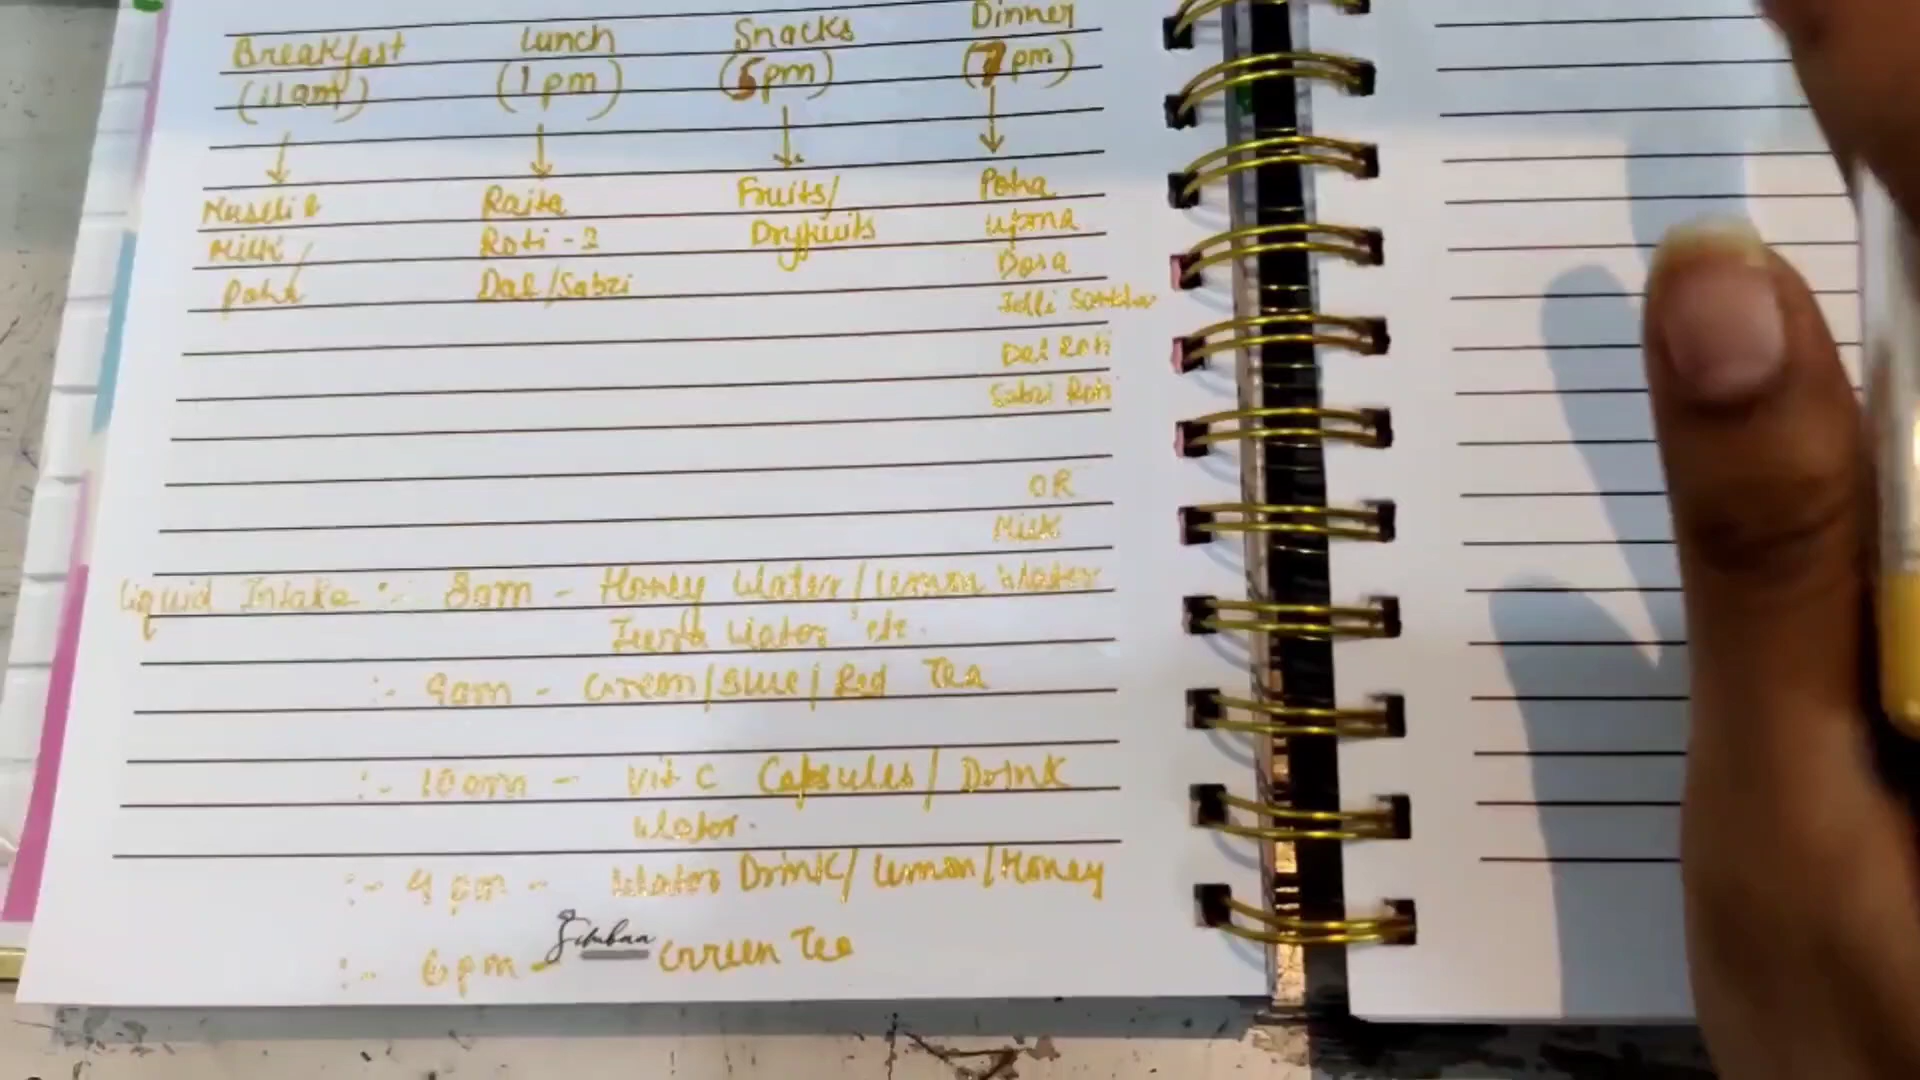 Breakfast Lunch Snacks Dinner
(11am) (1pm) (5pm) (7pm)
Muselli & Raita Fruits/ Poha
Milk / Roti - 2 Dryfruits Upma
Poha Dal/Sabzi Dosa
Idli Sambhar
Dal Roti
Sabzi Roti
OR
Milk
Liquid Intake :- 8am - Honey Water/Lemon Water
Water etc.
:- 9am - Green/Blue/Red Tea
:- 10am - Vit C Capsules/Drink
Water.
:- 4pm - Water Drink/Lemon/Honey
:- 6pm - Green Tea